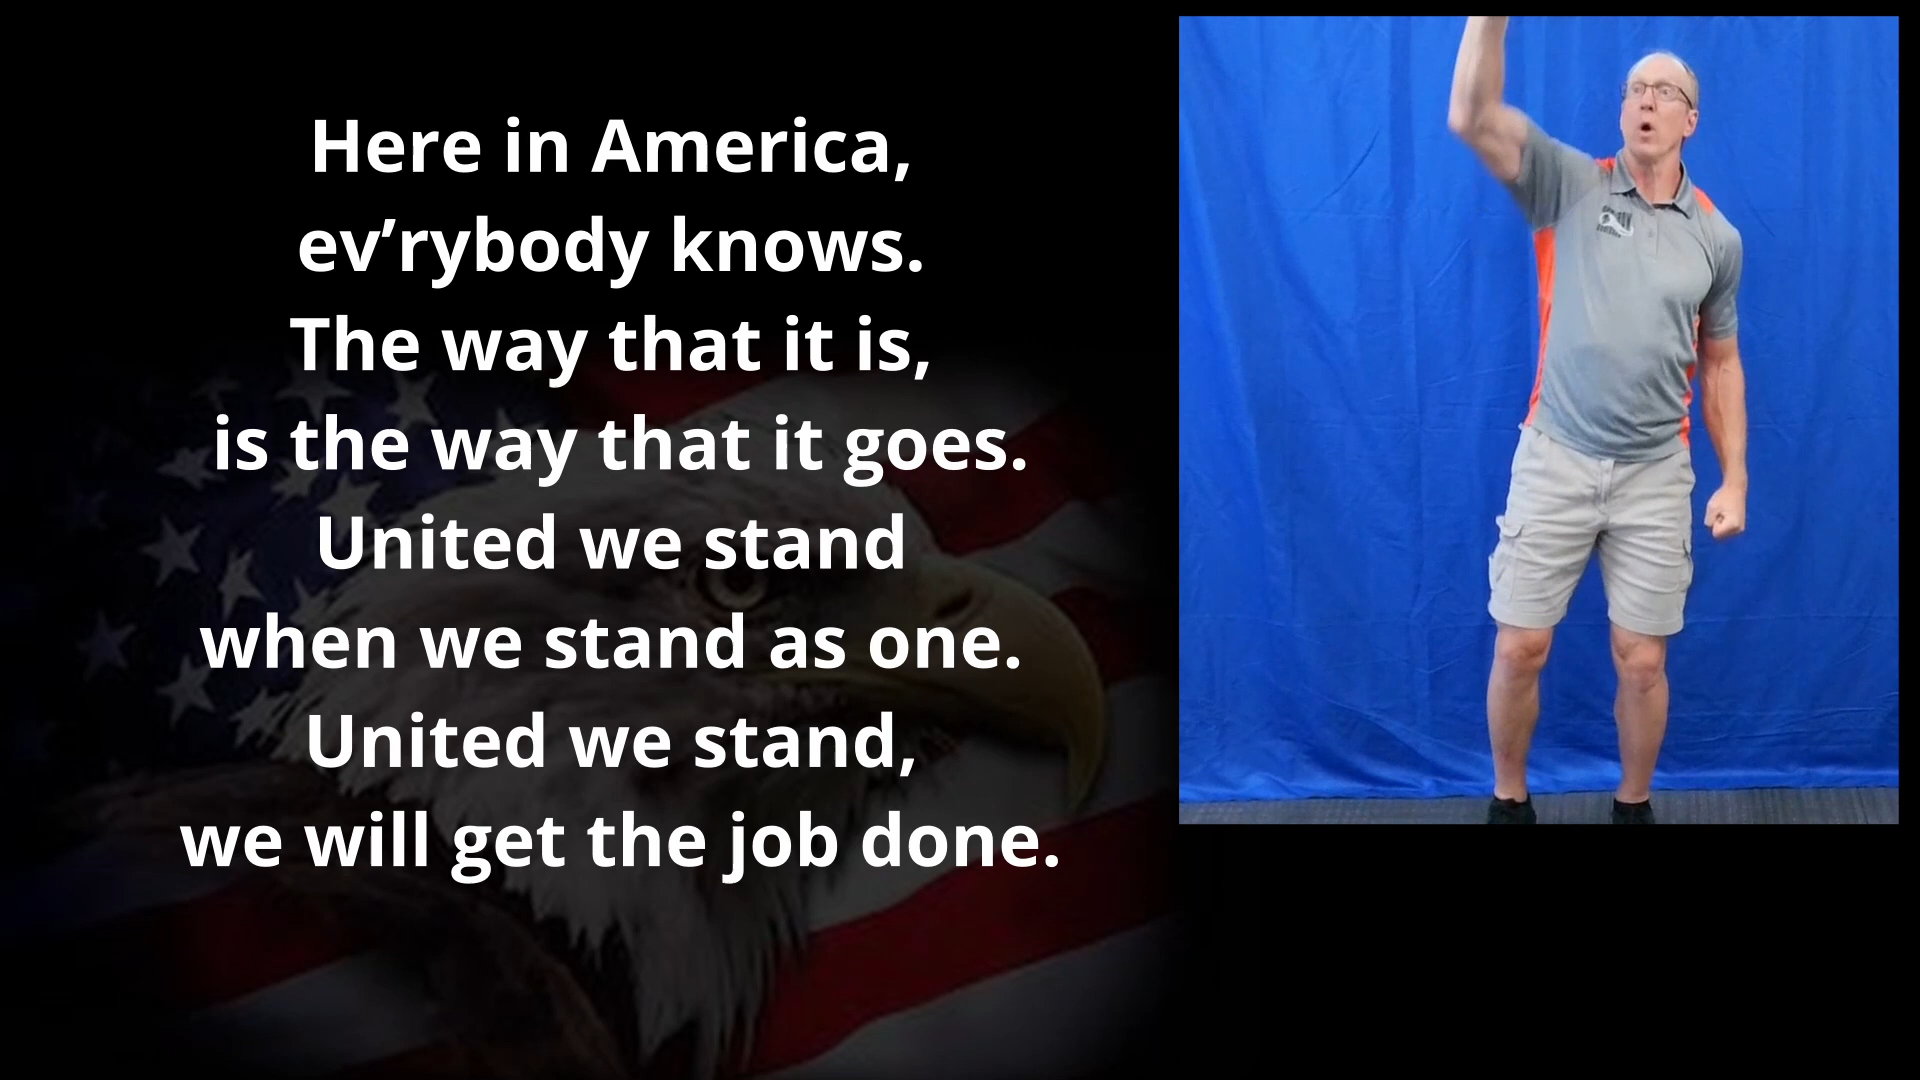 Here in America,
ev’rybody knows.
The way that it is,
is the way that it goes.
United we stand
when we stand as one.
United we stand,
we will get the job done.